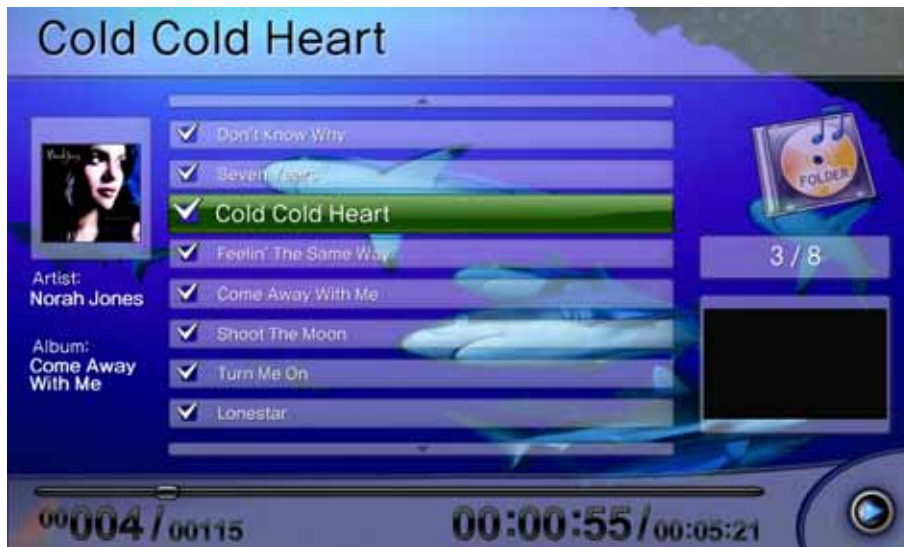 Cold Cold Heart
Don't Know Why
Seven Years
Cold Cold Heart
Feelin' The Same Way
Come Away With Me
Shoot The Moon
Turn Me On
Lonestar
Artist:
Norah Jones
Album:
Come Away
With Me
FOLDER
3 / 8
00004 / 00115
00:00:55 / 00:05:21